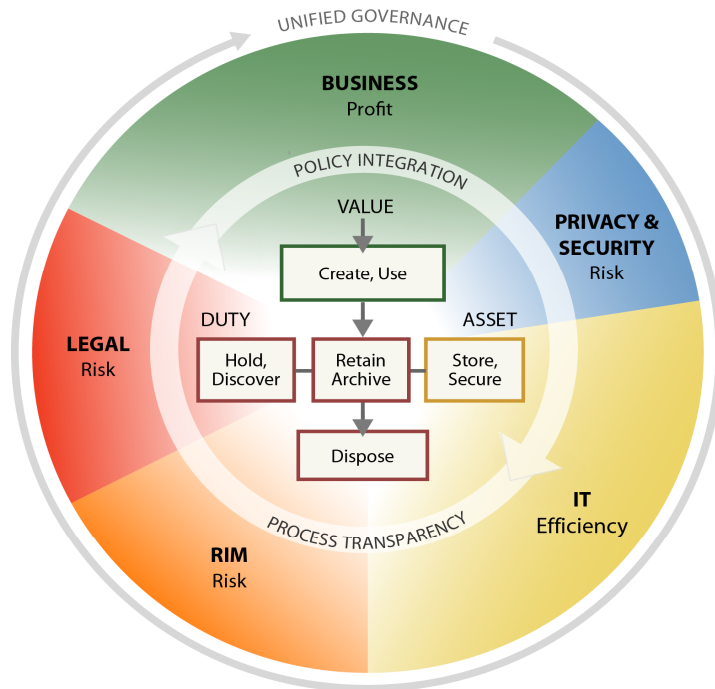 UNIFIED GOVERNANCE
BUSINESS
Profit
POLICY INTEGRATION
VALUE
PRIVACY &
SECURITY
Risk
Create, Use
DUTY
ASSET
LEGAL
Risk
Hold,
Discover
Retain
Archive
Store,
Secure
Dispose
IT
Efficiency
PROCESS TRANSPARENCY
RIM
Risk